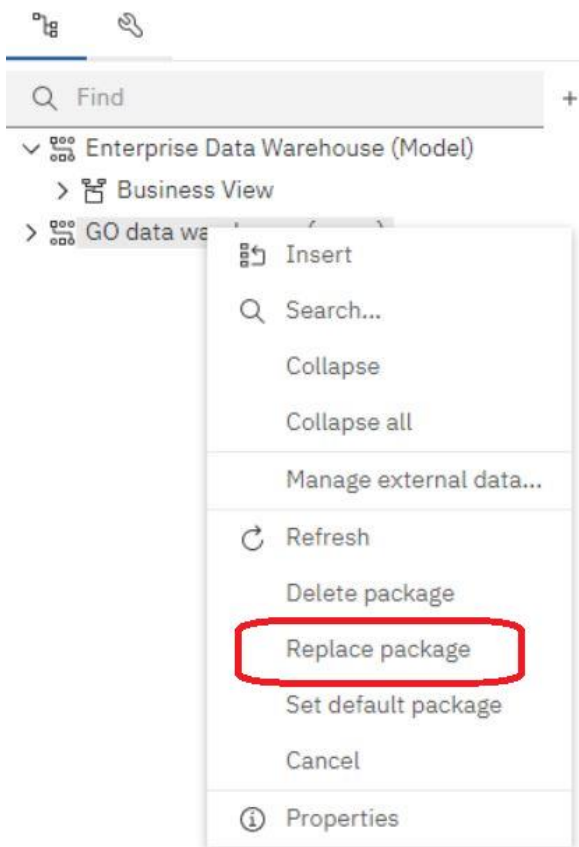 Find
Enterprise Data Warehouse (Model)
Business View
GO data
Insert
Search...
Collapse
Collapse all
Manage external data...
Refresh
Delete package
Replace package
Set default package
Cancel
Properties